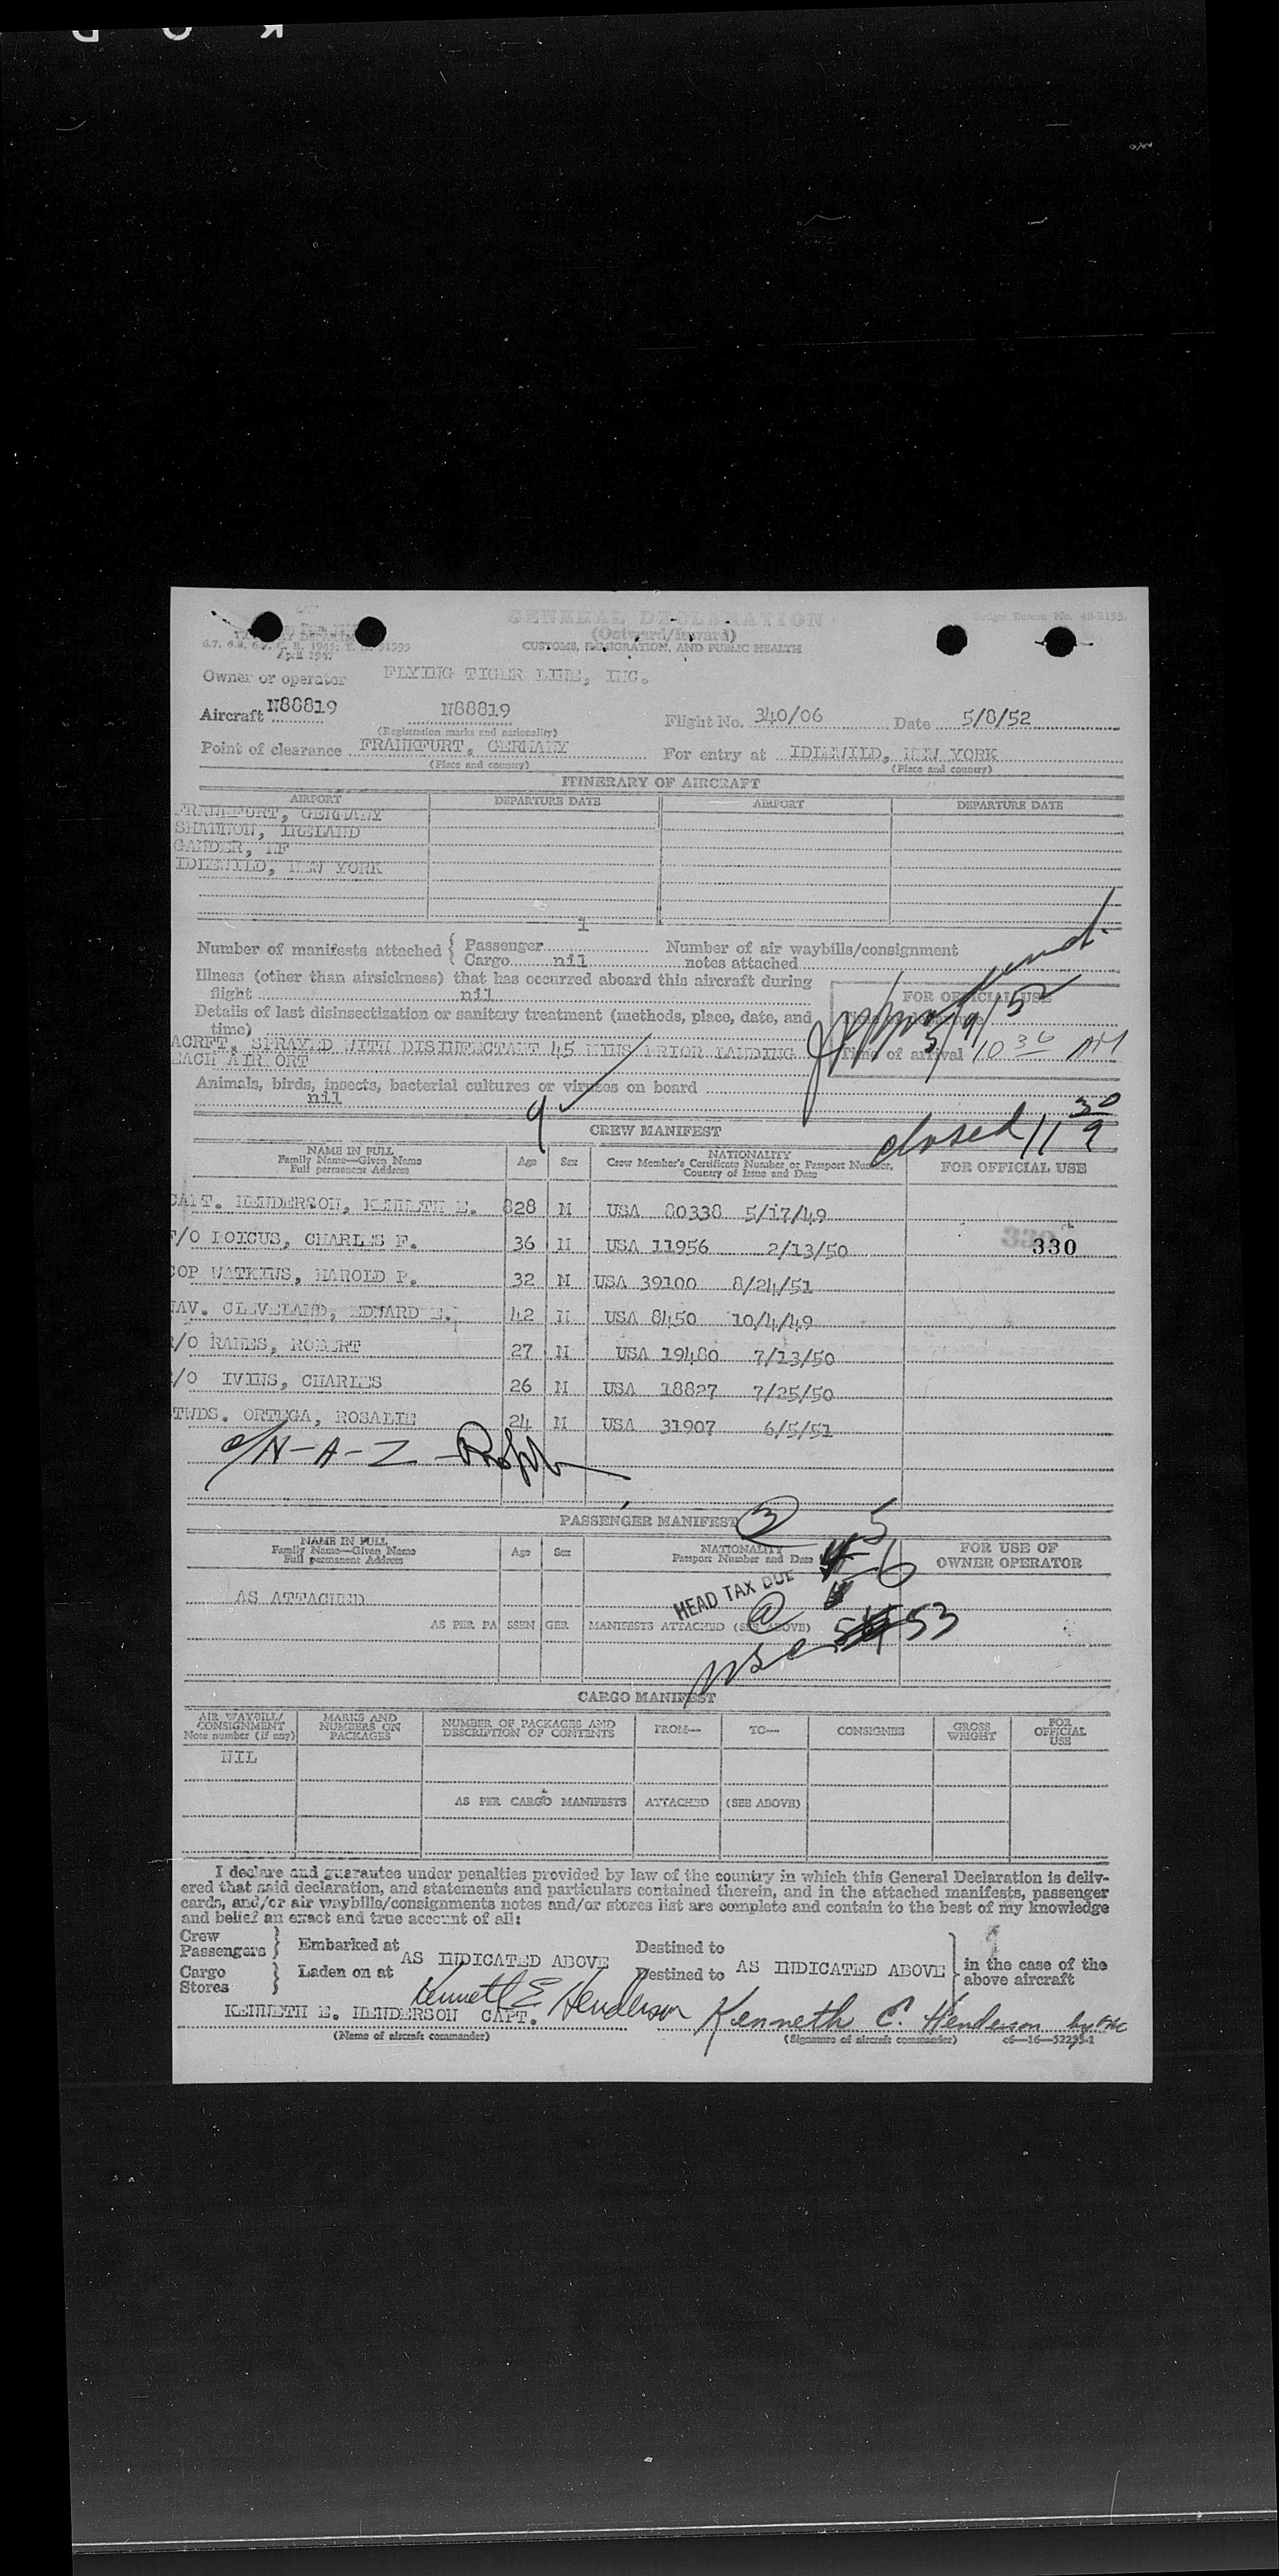 GENERAL DECLARATION
(Outward/Inward)
CUSTOMS, IMMIGRATION, AND PUBLIC HEALTH
April 1947
Owner or operator FLYING TIGER LINE, INC.
Aircraft N88819 N88819 Flight No. 340/06 Date 5/8/52
(Registration marks and nationality)
Point of clearance FRANKFURT, GERMANY For entry at IDLEWILD, NEW YORK
(Place and country) (Place and country)
ITINERARY OF AIRCRAFT
AIRPORT DEPARTURE DATE AIRPORT DEPARTURE DATE
FRANKFURT, GERMANY
SHANNON, IRELAND
GANDER, NF
IDLEWILD, NEW YORK
Number of manifests attached { Passenger 1 Number of air waybills/consignment
Cargo nil notes attached
Illness (other than airsickness) that has occurred aboard this aircraft during
flight nil
FOR OFFICIAL USE
Details of last disinsectization or sanitary treatment (methods, place, date, and
time)
5/9/52
ACRFT. SPRAYED WITH DISINFECTANT 45 MINS PRIOR LANDING
EACH AIR ORT
Time of arrival 10 30 AM
Animals, birds, insects, bacterial cultures or viruses on board
nil
9
closed 11 30/9
CREW MANIFEST
NAME IN FULL
Family Name—Given Name
Full permanent Address
Age Sex
NATIONALITY
Crew Member's Certificate Number or Passport Number,
Country of Issue and Date
FOR OFFICIAL USE
CAPT. HENDERSON, KENNETH E. 828 M USA 80338 5/17/49
F/O POICUS, CHARLES F. 36 M USA 11956 2/13/50
330
COP WATKINS, HAROLD P. 32 M USA 39100 8/24/51
NAV. CLEVELAND, EDWARD E. 42 M USA 8450 10/4/49
/O RAMES, ROBERT 27 M USA 19480 7/13/50
/O IVINS, CHARLES 26 M USA 18827 7/25/50
TWDS. ORTEGA, ROSALIE 24 M USA 31907 6/5/51
PASSENGER MANIFEST 3 5
NAME IN FULL
Family Name—Given Name
Full permanent Address
Age Sex
NATIONALITY
Passport Number and Date
FOR USE OF
OWNER OPERATOR
6
HEAD TAX DUE
AS ATTACHED
AS PER PASSENGER MANIFESTS ATTACHED (SEE ABOVE)
USC 53
CARGO MANIFEST
AIR WAYBILL/
CONSIGNMENT
Note number (if any)
MARKS AND
NUMBERS ON
PACKAGES
NUMBER OF PACKAGES AND
DESCRIPTION OF CONTENTS
FROM— TO— CONSIGNEE
GROSS
WEIGHT
FOR
OFFICIAL
USE
NIL
AS PER CARGO MANIFESTS ATTACHED (SEE ABOVE)
I declare and guarantee under penalties provided by law of the country in which this General Declaration is deliv-
ered that said declaration, and statements and particulars contained therein, and in the attached manifests, passenger
cards, and/or air waybills/consignments notes and/or stores list are complete and contain to the best of my knowledge
and belief an exact and true account of all:
Crew
Passengers } Embarked at AS INDICATED ABOVE Destined to AS INDICATED ABOVE } in the case of the
Cargo
Stores } Laden on at Destined to above aircraft
Kenneth E Henderson
KENNETH E. HENDERSON CAPT. Kenneth E. Henderson
(Name of aircraft commander) (Signature of aircraft commander)